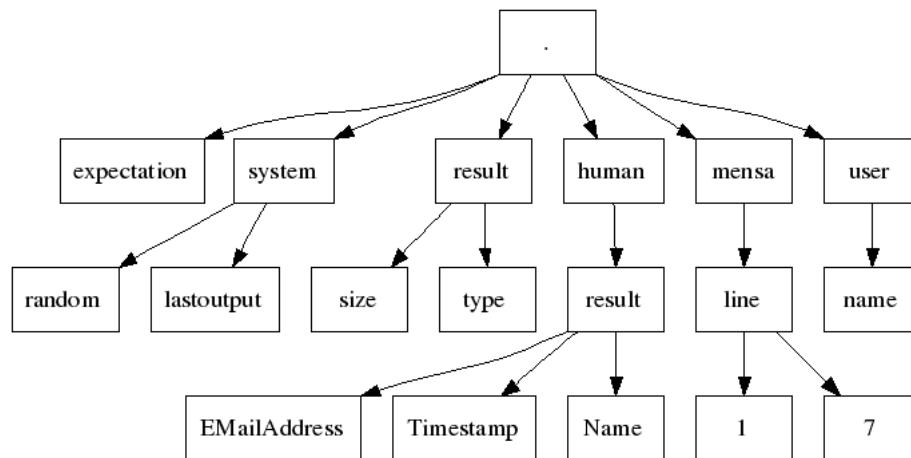 .
expectation
system
result
human
mensa
user
random
lastoutput
size
type
result
line
name
EMailAddress
Timestamp
Name
1
7